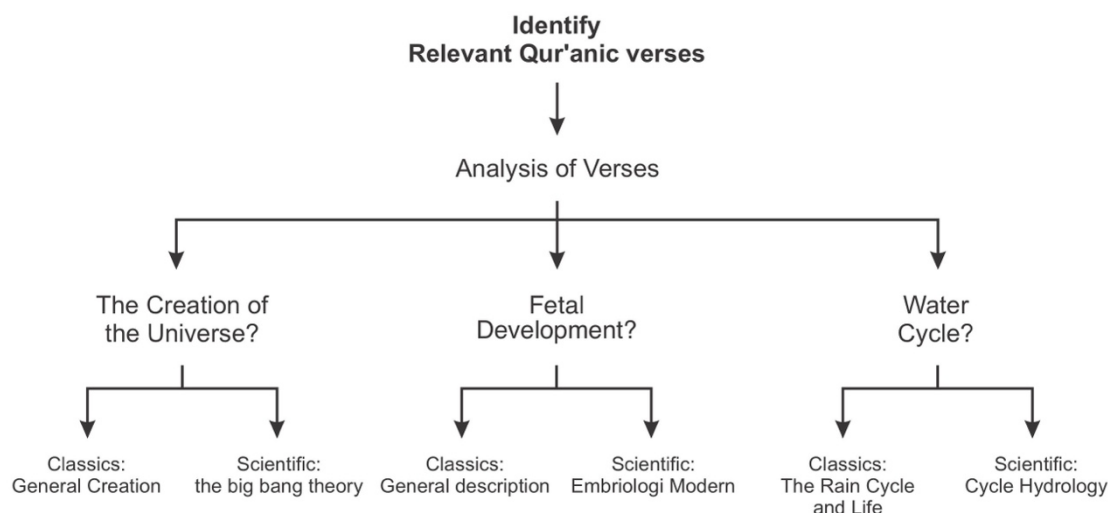 Identify
Relevant Qur'anic verses
Analysis of Verses
The Creation of
the Universe?
Fetal
Development?
Water
Cycle?
Classics:
General Creation
Scientific:
the big bang theory
Classics:
General description
Scientific:
Embriologi Modern
Classics:
The Rain Cycle
and Life
Scientific:
Cycle Hydrology